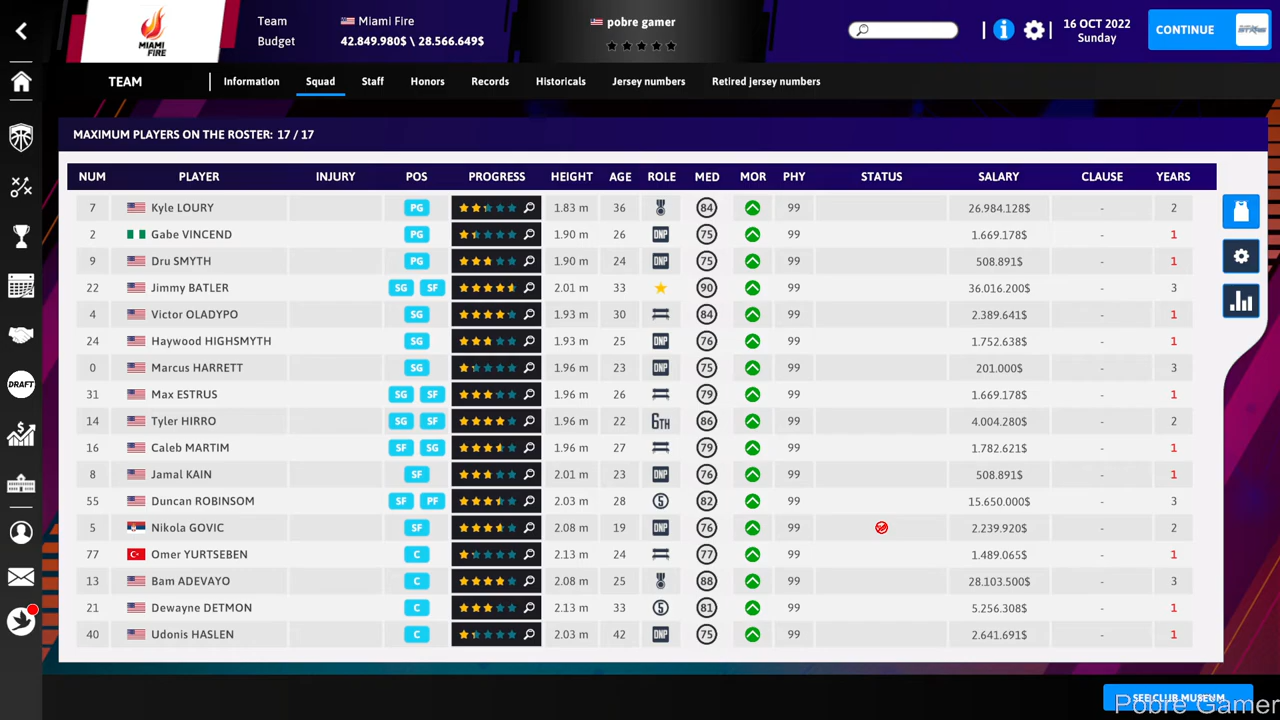 MIAMI FIRE
Team Miami Fire
Budget 42.849.980$ \ 28.566.649$
pobre gamer
16 OCT 2022
Sunday
CONTINUE
TEAM Information Squad Staff Honors Records Historicals Jersey numbers Retired jersey numbers
MAXIMUM PLAYERS ON THE ROSTER: 17 / 17
NUM PLAYER INJURY POS PROGRESS HEIGHT AGE ROLE MED MOR PHY STATUS SALARY CLAUSE YEARS
7 Kyle LOURY PG 1.83 m 36 84 99 26.984.128$ - 2
2 Gabe VINCEND PG 1.90 m 26 DNP 75 99 1.669.178$ - 1
9 Dru SMYTH PG 1.90 m 24 DNP 75 99 508.891$ - 1
22 Jimmy BATLER SG SF 2.01 m 33 90 99 36.016.200$ - 3
4 Victor OLADYPO SG 1.93 m 30 84 99 2.389.641$ - 1
24 Haywood HIGHSMYTH SG 1.93 m 25 DNP 76 99 1.752.638$ - 1
0 Marcus HARRETT SG 1.96 m 23 DNP 75 99 201.000$ - 3
31 Max ESTRUS SG SF 1.96 m 26 79 99 1.669.178$ - 1
14 Tyler HIRRO SG SF 1.96 m 22 6TH 86 99 4.004.280$ - 2
16 Caleb MARTIM SF SG 1.96 m 27 79 99 1.782.621$ - 1
8 Jamal KAIN SF 2.01 m 23 DNP 76 99 508.891$ - 1
55 Duncan ROBINSOM SF PF 2.03 m 28 5 82 99 15.650.000$ - 3
5 Nikola GOVIC SF 2.08 m 19 DNP 76 99 2.239.920$ - 2
77 Omer YURTSEBEN C 2.13 m 24 77 99 1.489.065$ - 1
13 Bam ADEVAYO C 2.08 m 25 88 99 28.103.500$ - 3
21 Dewayne DETMON C 2.13 m 33 5 81 99 5.256.308$ - 1
40 Udonis HASLEN C 2.03 m 42 DNP 75 99 2.641.691$ - 1
DRAFT
SEE CLUB MUSEUM
Pobre Gamer